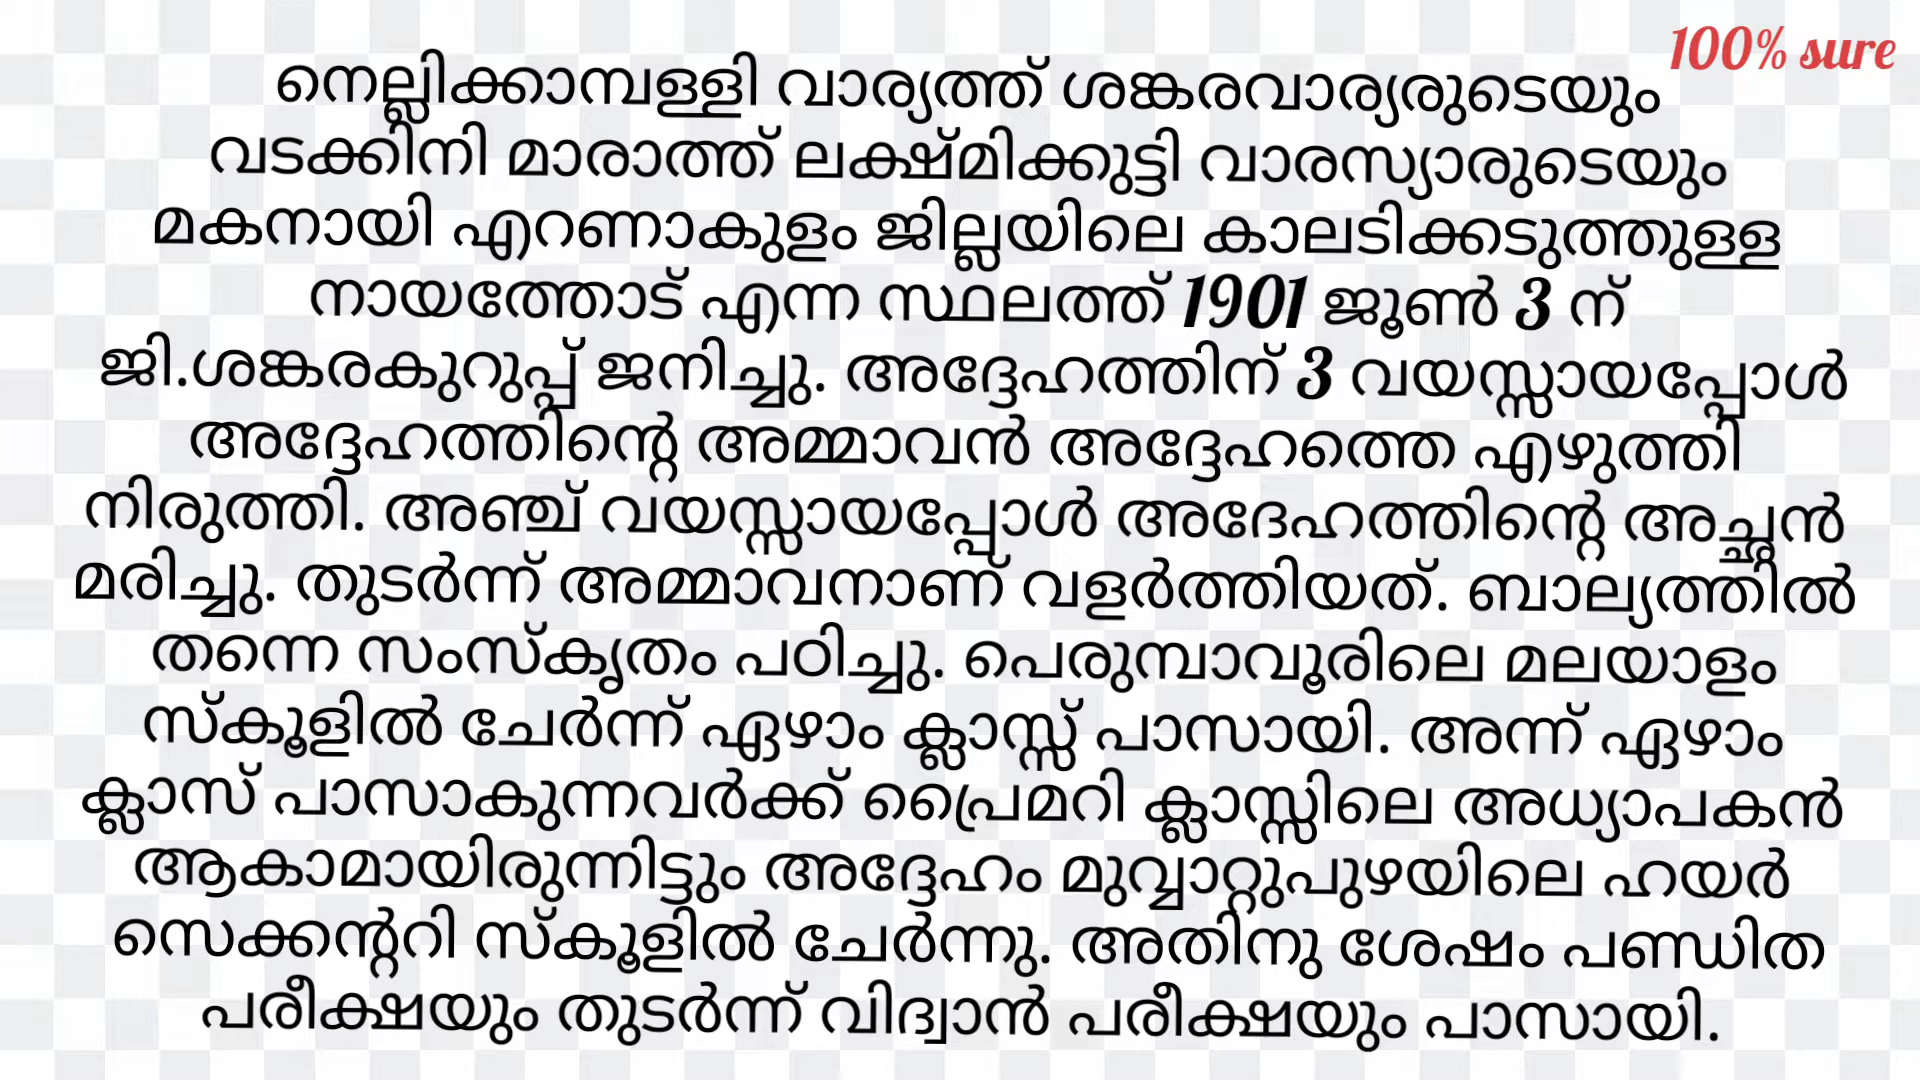 100% sure
നെല്ലിക്കാമ്പള്ളി വാര്യത്ത് ശങ്കരവാര്യരുടെയും
വടക്കിനി മാരാത്ത് ലക്ഷ്മിക്കുട്ടി വാരസ്യാരുടെയും
മകനായി എറണാകുളം ജില്ലയിലെ കാലടിക്കടുത്തുള്ള
നായത്തോട് എന്ന സ്ഥലത്ത് 1901 ജൂൺ 3 ന്
ജി.ശങ്കരകുറുപ്പ് ജനിച്ചു. അദ്ദേഹത്തിന് 3 വയസ്സായപ്പോൾ
അദ്ദേഹത്തിന്റെ അമ്മാവൻ അദ്ദേഹത്തെ എഴുത്തി
നിരുത്തി. അഞ്ച് വയസ്സായപ്പോൾ അദേഹത്തിന്റെ അച്ഛൻ
മരിച്ചു. തുടർന്ന് അമ്മാവനാണ് വളർത്തിയത്. ബാല്യത്തിൽ
തന്നെ സംസ്കൃതം പഠിച്ചു. പെരുമ്പാവൂരിലെ മലയാളം
സ്കൂളിൽ ചേർന്ന് ഏഴാം ക്ലാസ്സ് പാസായി. അന്ന് ഏഴാം
ക്ലാസ് പാസാകുന്നവർക്ക് പ്രൈമറി ക്ലാസ്സിലെ അധ്യാപകൻ
ആകാമായിരുന്നിട്ടും അദ്ദേഹം മുവ്വാറ്റുപുഴയിലെ ഹയർ
സെക്കന്ററി സ്കൂളിൽ ചേർന്നു. അതിനു ശേഷം പണ്ഡിത
പരീക്ഷയും തുടർന്ന് വിദ്വാൻ പരീക്ഷയും പാസായി.